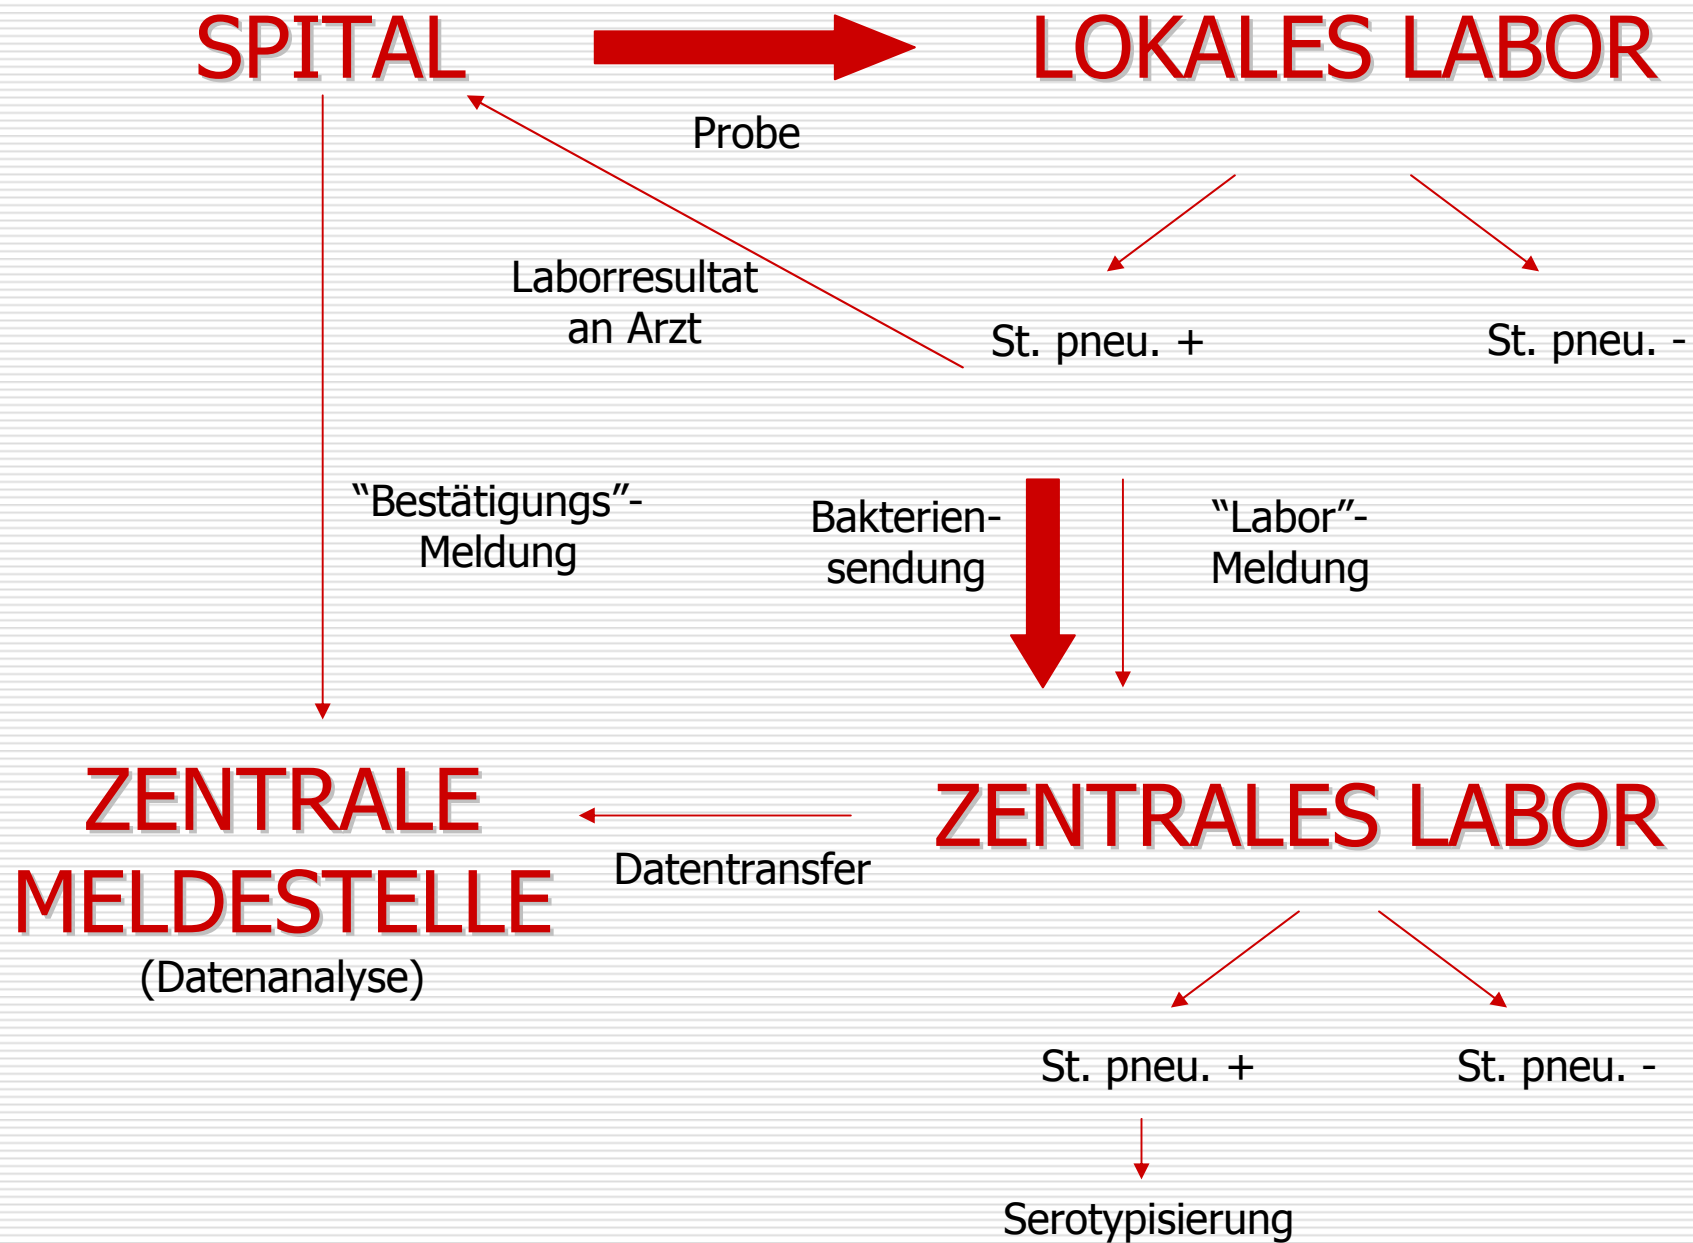 SPITAL
LOKALES LABOR
Probe
Laborresultat
an Arzt
St. pneu. +
St. pneu. -
“Bestätigungs”-
Meldung
Bakterien-
sendung
“Labor”-
Meldung
ZENTRALE
MELDESTELLE
(Datenanalyse)
Datentransfer
ZENTRALES LABOR
St. pneu. +
St. pneu. -
Serotypisierung